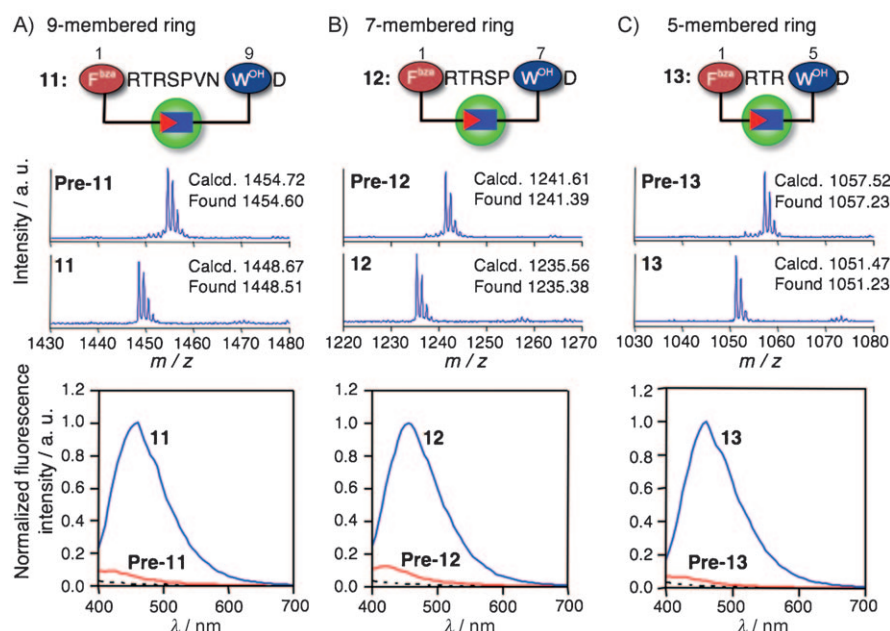 A) 9-membered ring
1 9
11: F^bza RTRSPVN W^OH D
Pre-11
Calcd. 1454.72
Found 1454.60
11
Calcd. 1448.67
Found 1448.51
Intensity / a. u.
1430 1440 1450 1460 1470 1480
m / z
Normalized fluorescence
intensity / a. u.
1.2
1.0
0.8
0.6
0.4
0.2
0.0
11
Pre-11
400 500 600 700
λ / nm
B) 7-membered ring
1 7
12: F^bza RTRSP W^OH D
Pre-12
Calcd. 1241.61
Found 1241.39
12
Calcd. 1235.56
Found 1235.38
1220 1230 1240 1250 1260 1270
m / z
1.2
1.0
0.8
0.6
0.4
0.2
0.0
12
Pre-12
400 500 600 700
λ / nm
C) 5-membered ring
1 5
13: F^bza RTR W^OH D
Pre-13
Calcd. 1057.52
Found 1057.23
13
Calcd. 1051.47
Found 1051.23
1030 1040 1050 1060 1070 1080
m / z
1.2
1.0
0.8
0.6
0.4
0.2
0.0
13
Pre-13
400 500 600 700
λ / nm